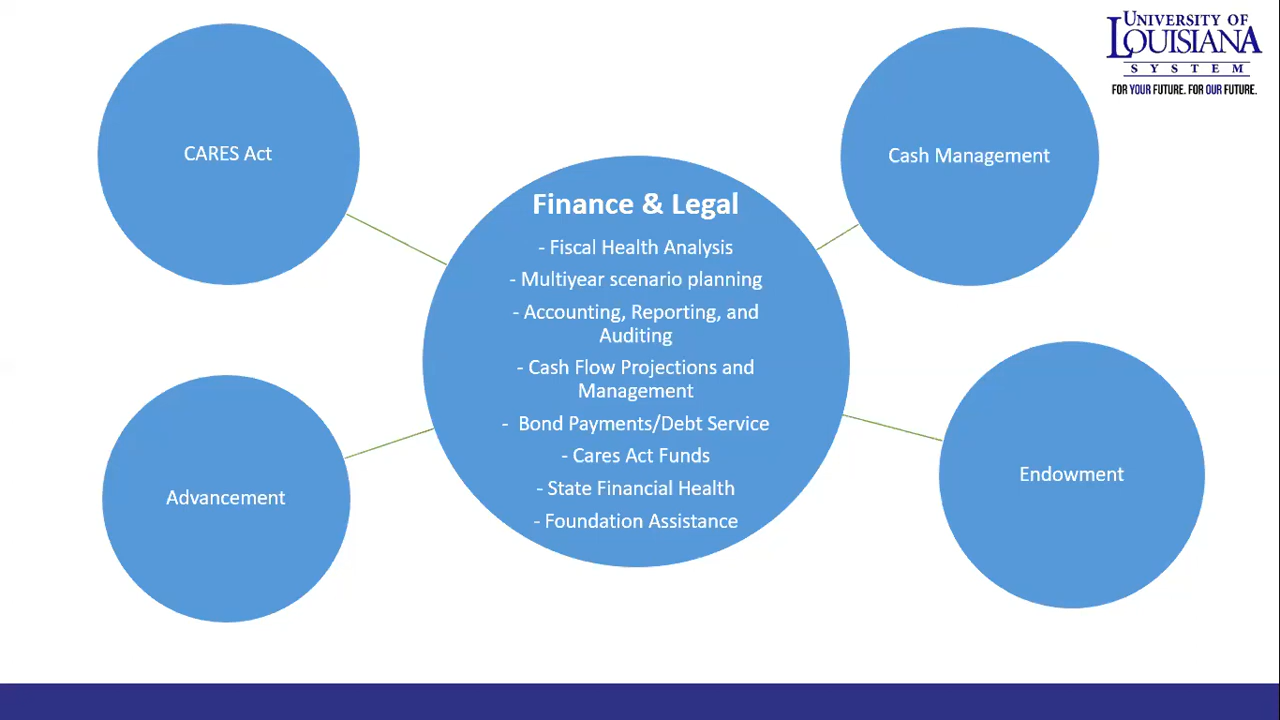 UNIVERSITY OF
LOUISIANA
SYSTEM
FOR YOUR FUTURE. FOR OUR FUTURE.
CARES Act
Cash Management
Finance & Legal
- Fiscal Health Analysis
- Multiyear scenario planning
- Accounting, Reporting, and
Auditing
- Cash Flow Projections and
Management
- Bond Payments/Debt Service
- Cares Act Funds
- State Financial Health
- Foundation Assistance
Advancement
Endowment